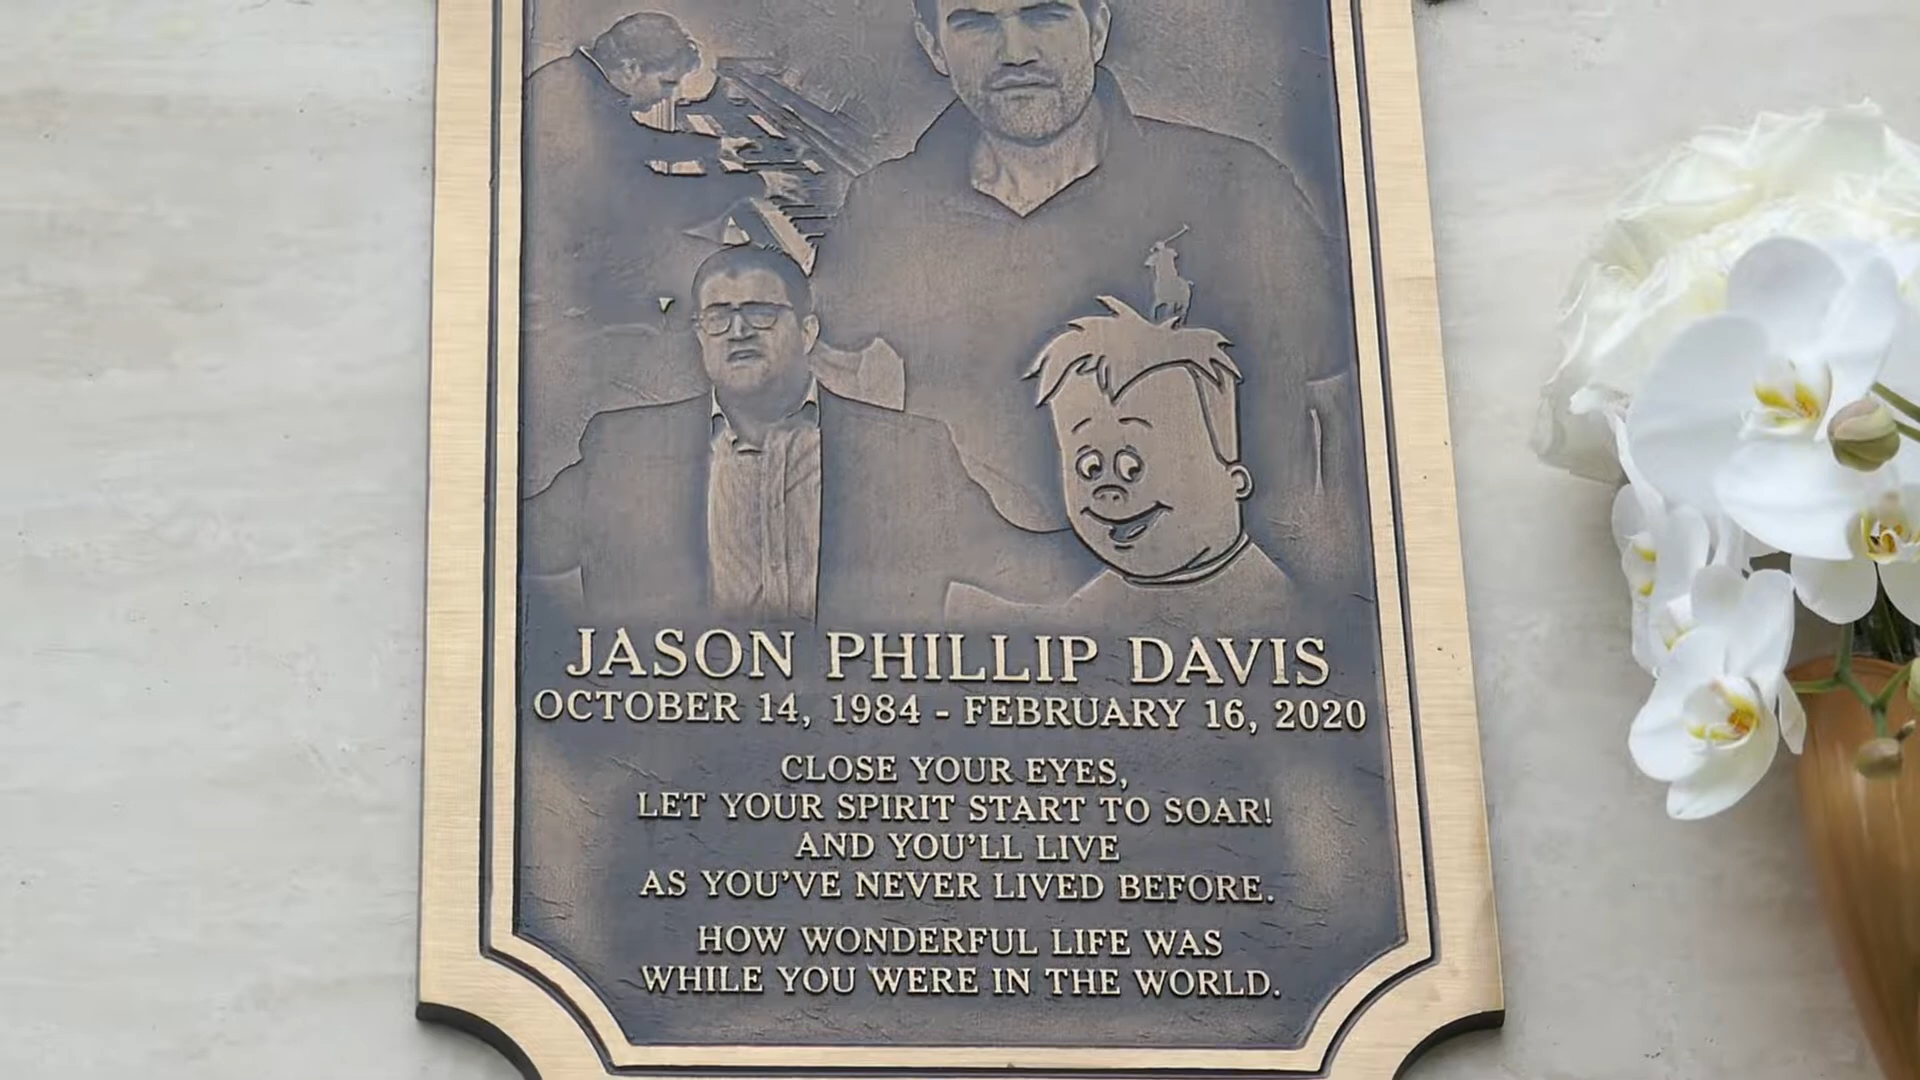 JASON PHILLIP DAVIS
OCTOBER 14, 1984 - FEBRUARY 16, 2020
CLOSE YOUR EYES,
LET YOUR SPIRIT START TO SOAR!
AND YOU'LL LIVE
AS YOU'VE NEVER LIVED BEFORE.
HOW WONDERFUL LIFE WAS
WHILE YOU WERE IN THE WORLD.